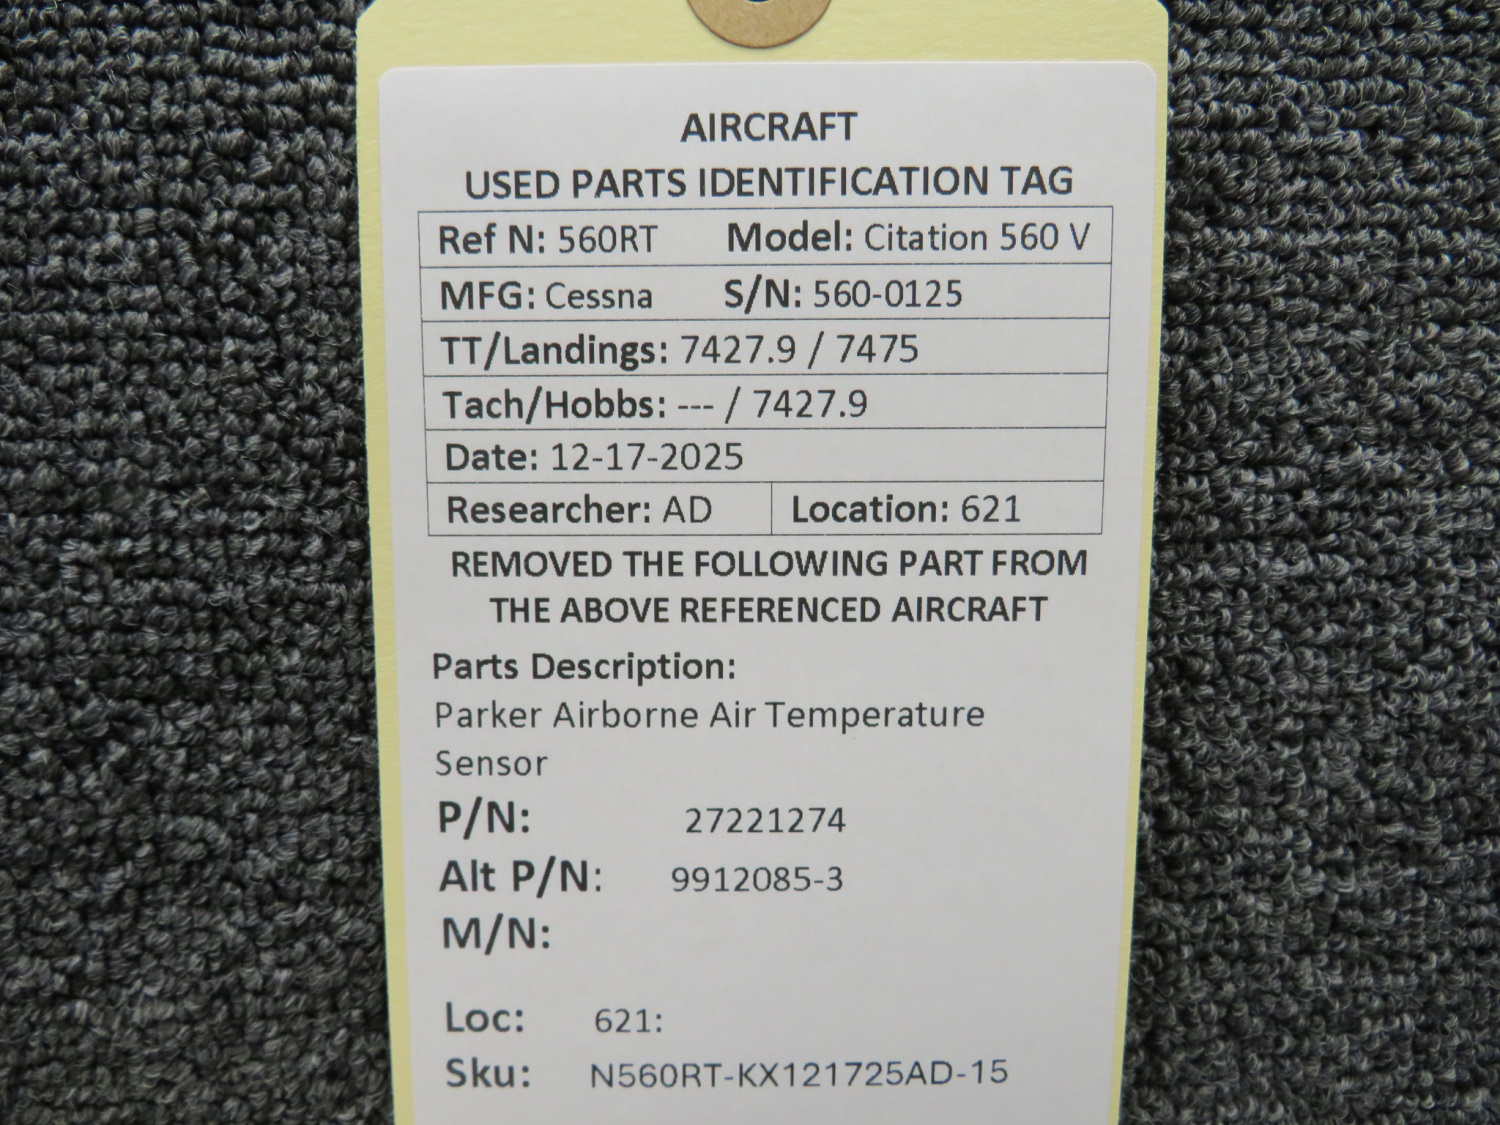 AIRCRAFT
USED PARTS IDENTIFICATION TAG
Ref N: 560RT Model: Citation 560 V
MFG: Cessna S/N: 560-0125
TT/Landings: 7427.9 / 7475
Tach/Hobbs: --- / 7427.9
Date: 12-17-2025
Researcher: AD Location: 621
REMOVED THE FOLLOWING PART FROM
THE ABOVE REFERENCED AIRCRAFT
Parts Description:
Parker Airborne Air Temperature
Sensor
P/N: 27221274
Alt P/N: 9912085-3
M/N:
Loc: 621:
Sku: N560RT-KX121725AD-15